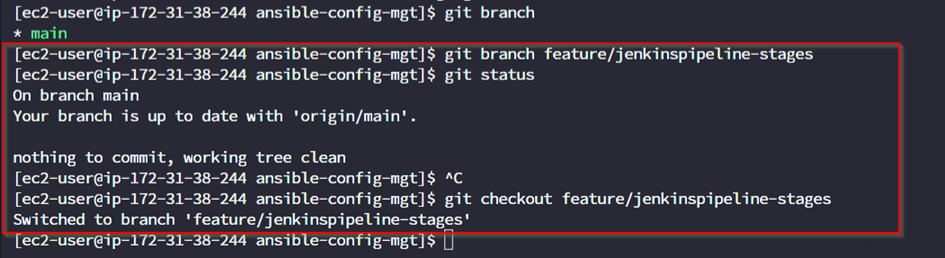 [ec2-user@ip-172-31-38-244 ansible-config-mgt]$ git branch
* main
[ec2-user@ip-172-31-38-244 ansible-config-mgt]$ git branch feature/jenkinspipeline-stages
[ec2-user@ip-172-31-38-244 ansible-config-mgt]$ git status
On branch main
Your branch is up to date with 'origin/main'.
nothing to commit, working tree clean
[ec2-user@ip-172-31-38-244 ansible-config-mgt]$ ^C
[ec2-user@ip-172-31-38-244 ansible-config-mgt]$ git checkout feature/jenkinspipeline-stages
Switched to branch 'feature/jenkinspipeline-stages'
[ec2-user@ip-172-31-38-244 ansible-config-mgt]$